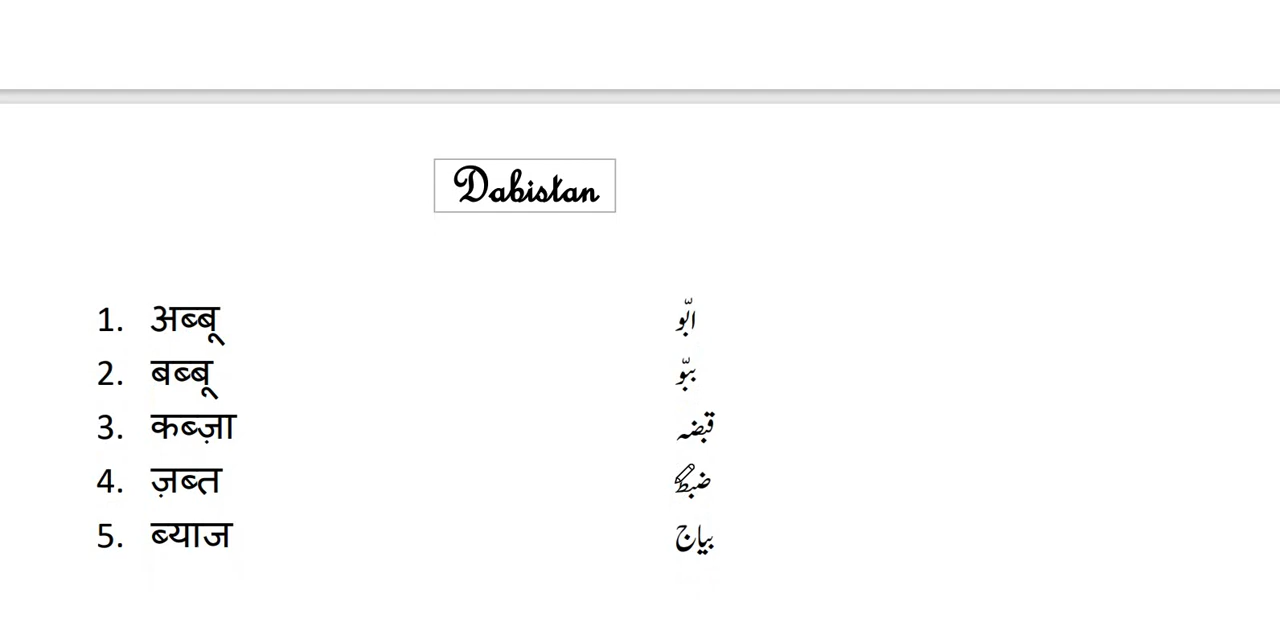 Dabistan
1. अब्बू ابّو
2. बब्बू ببّو
3. कब्ज़ा قبضہ
4. ज़ब्त ضبط
5. ब्याज بیاج